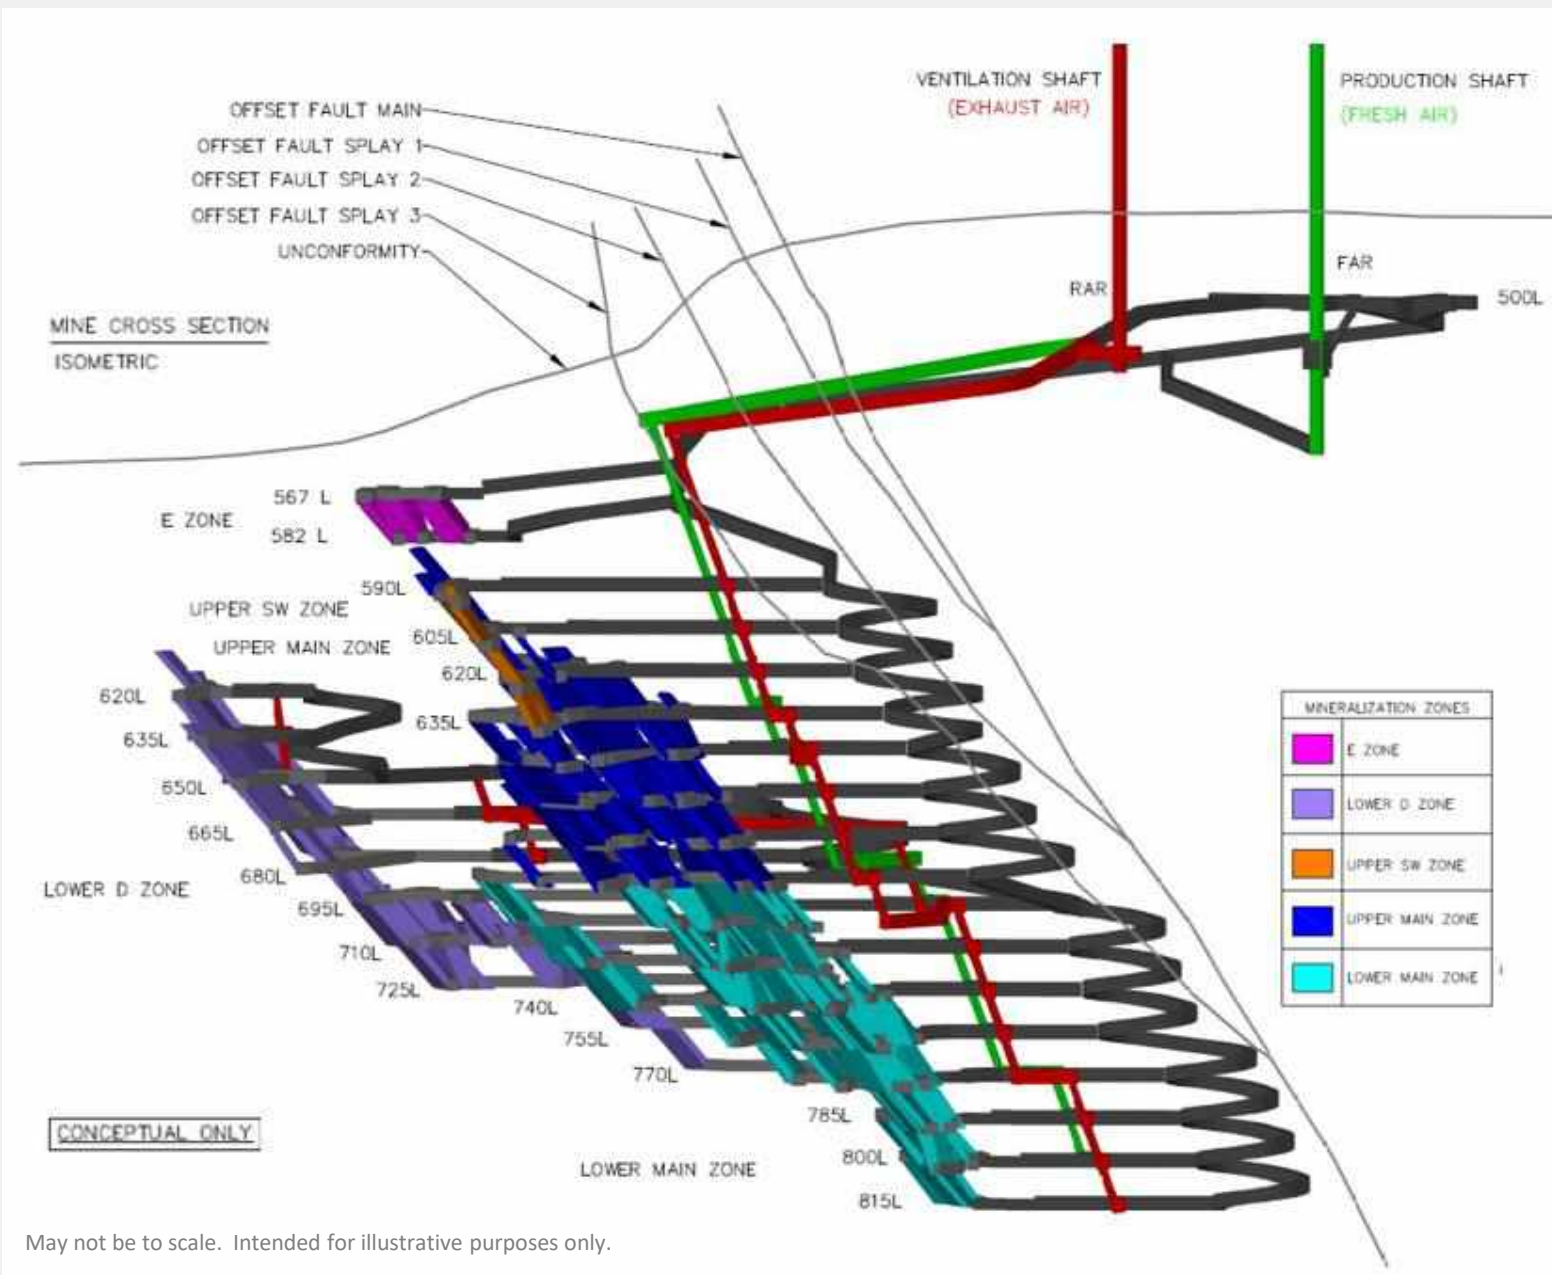 VENTILATION SHAFT
(EXHAUST AIR)
PRODUCTION SHAFT
(FRESH AIR)
OFFSET FAULT MAIN
OFFSET FAULT SPLAY 1
OFFSET FAULT SPLAY 2
OFFSET FAULT SPLAY 3
UNCONFORMITY
FAR
RAR
500L
MINE CROSS SECTION
ISOMETRIC
567 L
E ZONE
582 L
590L
UPPER SW ZONE
605L
UPPER MAIN ZONE
620L
620L
635L
635L
650L
665L
680L
LOWER D ZONE
695L
710L
725L
740L
755L
770L
785L
800L
815L
LOWER MAIN ZONE
MINERALIZATION ZONES
E ZONE
LOWER D ZONE
UPPER SW ZONE
UPPER MAIN ZONE
LOWER MAIN ZONE
CONCEPTUAL ONLY
May not be to scale. Intended for illustrative purposes only.